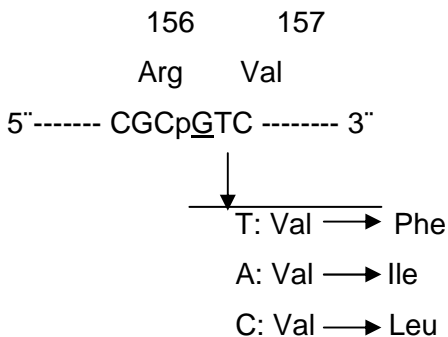 156 157
Arg Val
5¨------- CGCpGTC -------- 3¨
T: Val Phe
A: Val Ile
C: Val Leu